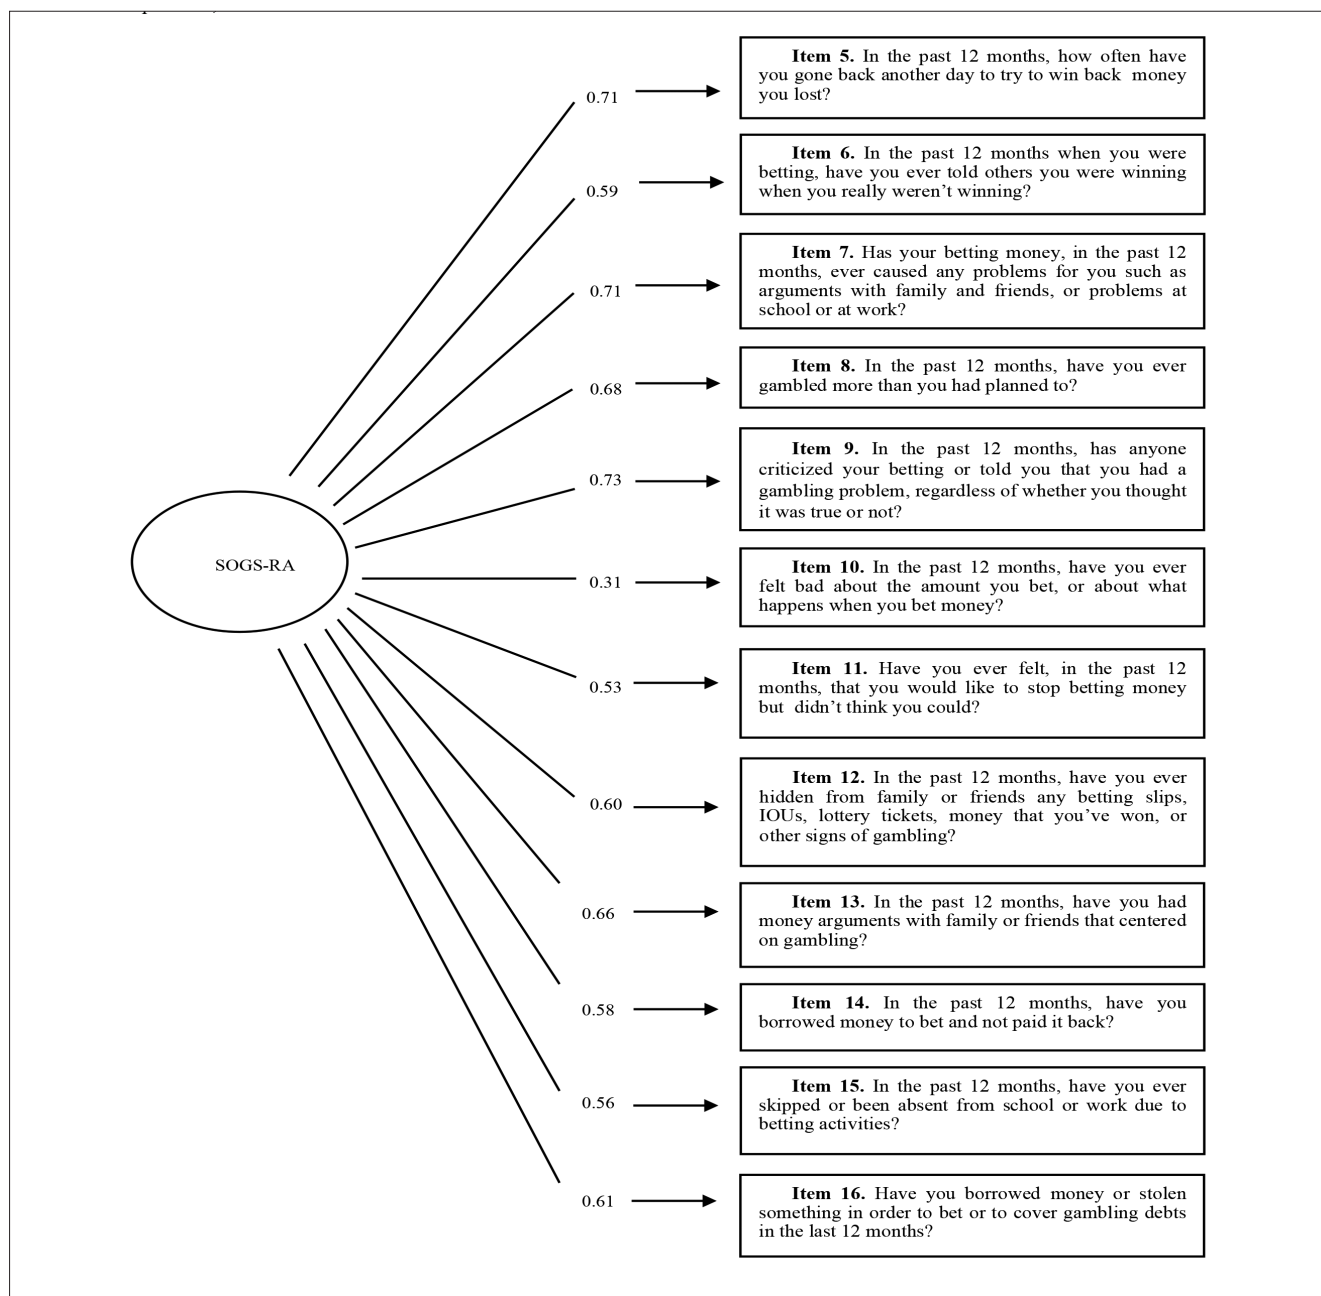 Item 5. In the past 12 months, how often have
you gone back another day to try to win back money
you lost?
0.71
Item 6. In the past 12 months when you were
betting, have you ever told others you were winning
when you really weren’t winning?
0.59
Item 7. Has your betting money, in the past 12
months, ever caused any problems for you such as
arguments with family and friends, or problems at
school or at work?
0.71
Item 8. In the past 12 months, have you ever
gambled more than you had planned to?
0.68
Item 9. In the past 12 months, has anyone
criticized your betting or told you that you had a
gambling problem, regardless of whether you thought
it was true or not?
0.73
SOGS-RA
Item 10. In the past 12 months, have you ever
felt bad about the amount you bet, or about what
happens when you bet money?
0.31
Item 11. Have you ever felt, in the past 12
months, that you would like to stop betting money
but didn’t think you could?
0.53
Item 12. In the past 12 months, have you ever
hidden from family or friends any betting slips,
IOUs, lottery tickets, money that you’ve won, or
other signs of gambling?
0.60
Item 13. In the past 12 months, have you had
money arguments with family or friends that centered
on gambling?
0.66
Item 14. In the past 12 months, have you
borrowed money to bet and not paid it back?
0.58
Item 15. In the past 12 months, have you ever
skipped or been absent from school or work due to
betting activities?
0.56
Item 16. Have you borrowed money or stolen
something in order to bet or to cover gambling debts
in the last 12 months?
0.61